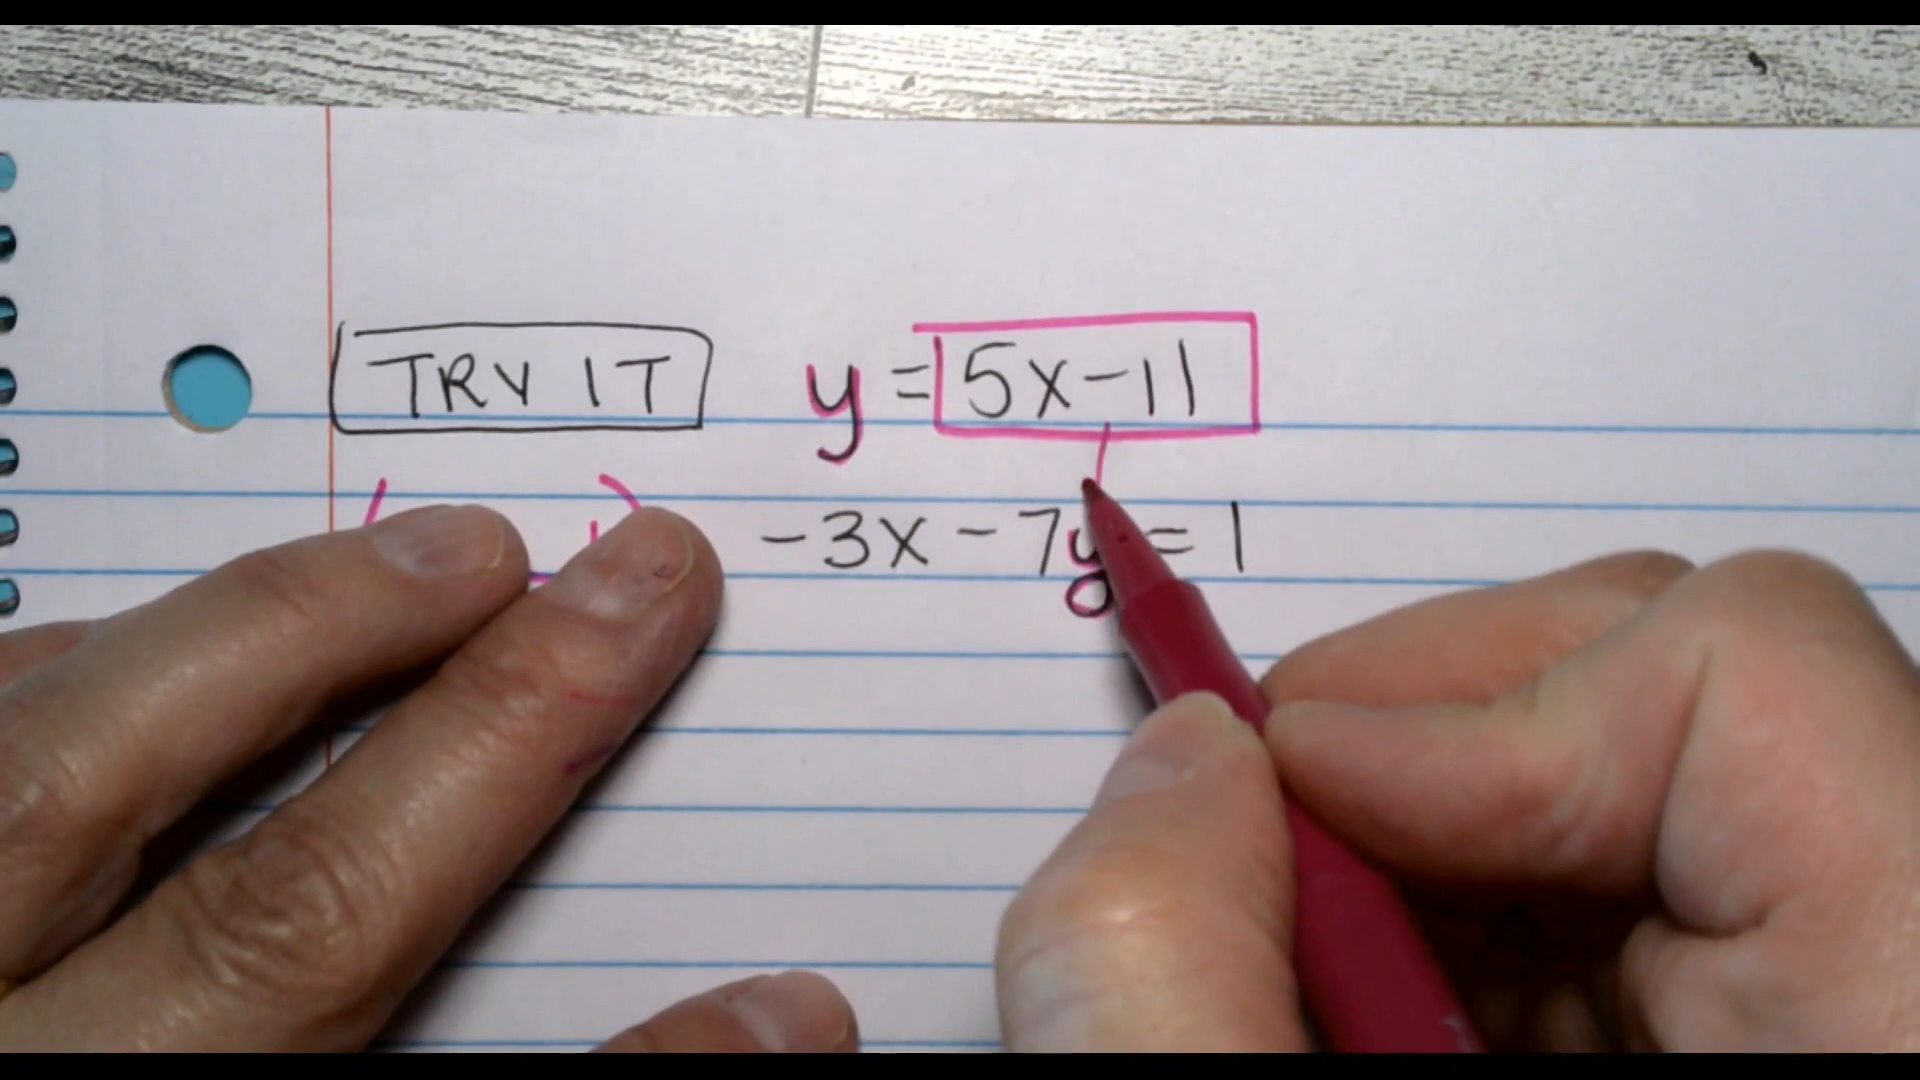 TRY IT y = 5x-11
( )
-3x - 7y = 1